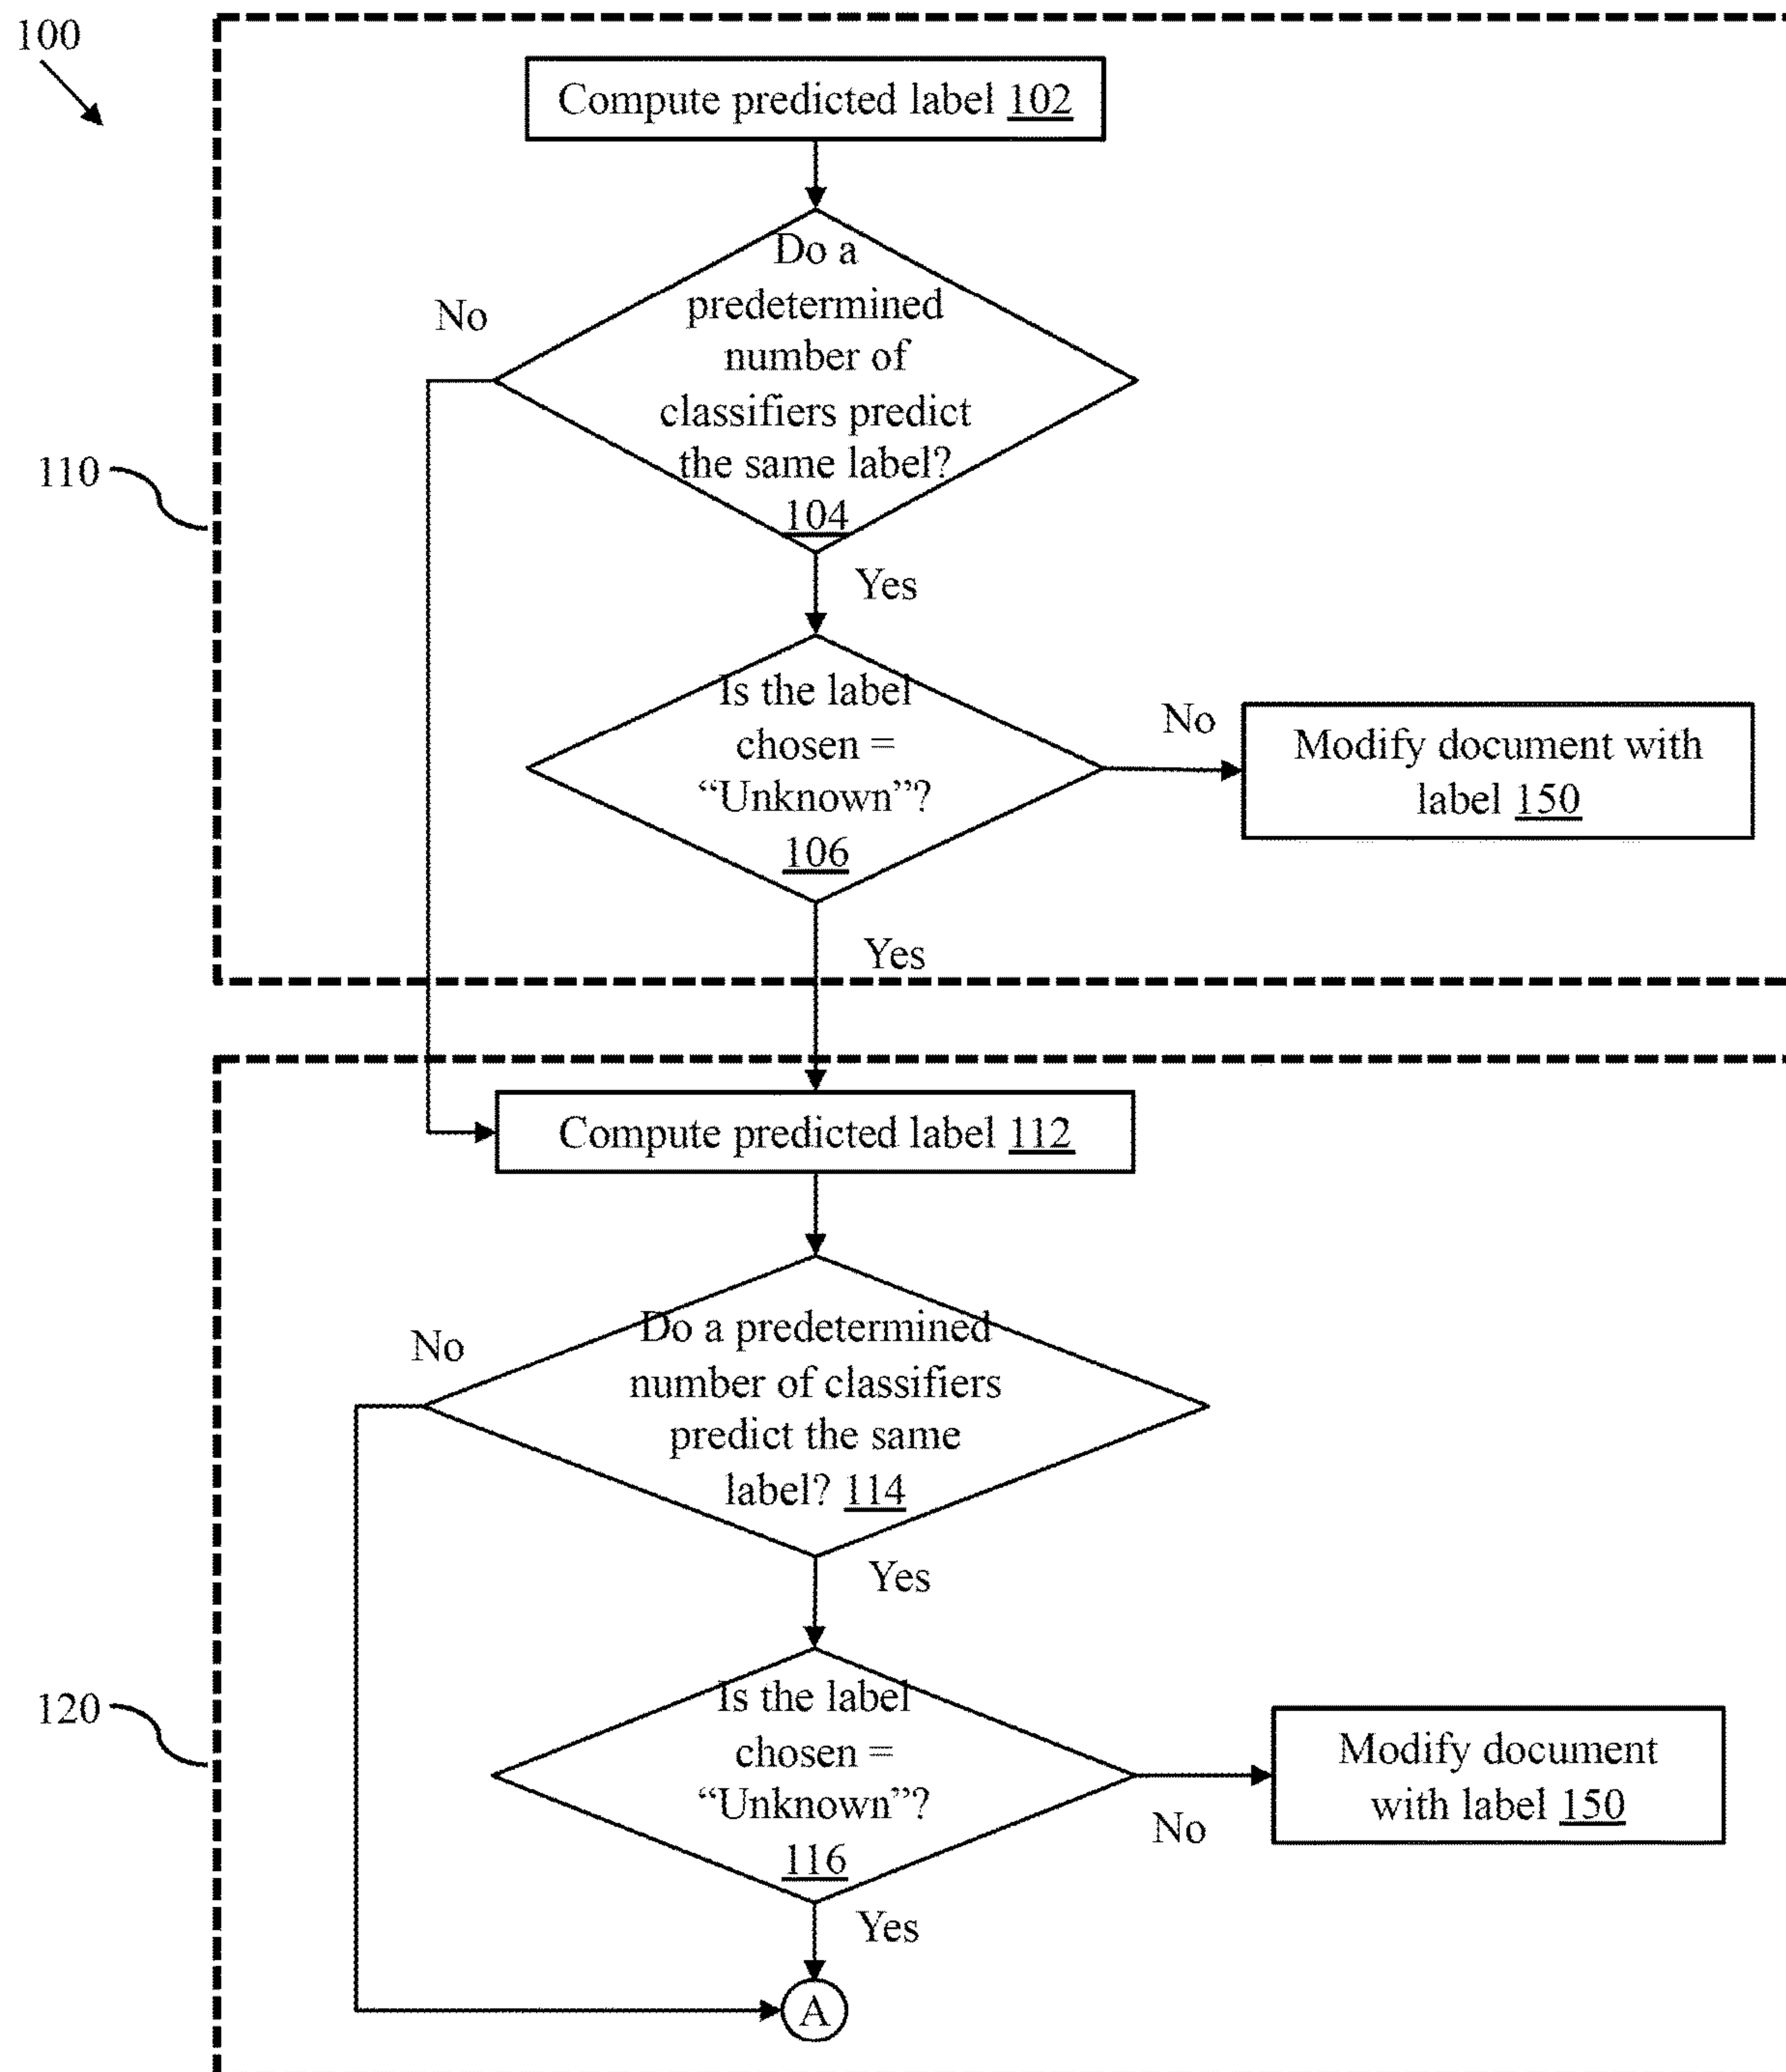 100
Compute predicted label 102
Do a
predetermined
number of
classifiers predict
the same label?
104
No
Yes
110
Is the label
chosen =
“Unknown”?
106
No
Modify document with
label 150
Yes
Compute predicted label 112
Do a predetermined
number of classifiers
predict the same
label? 114
No
Yes
120
Is the label
chosen =
“Unknown”?
116
No
Modify document
with label 150
Yes
A